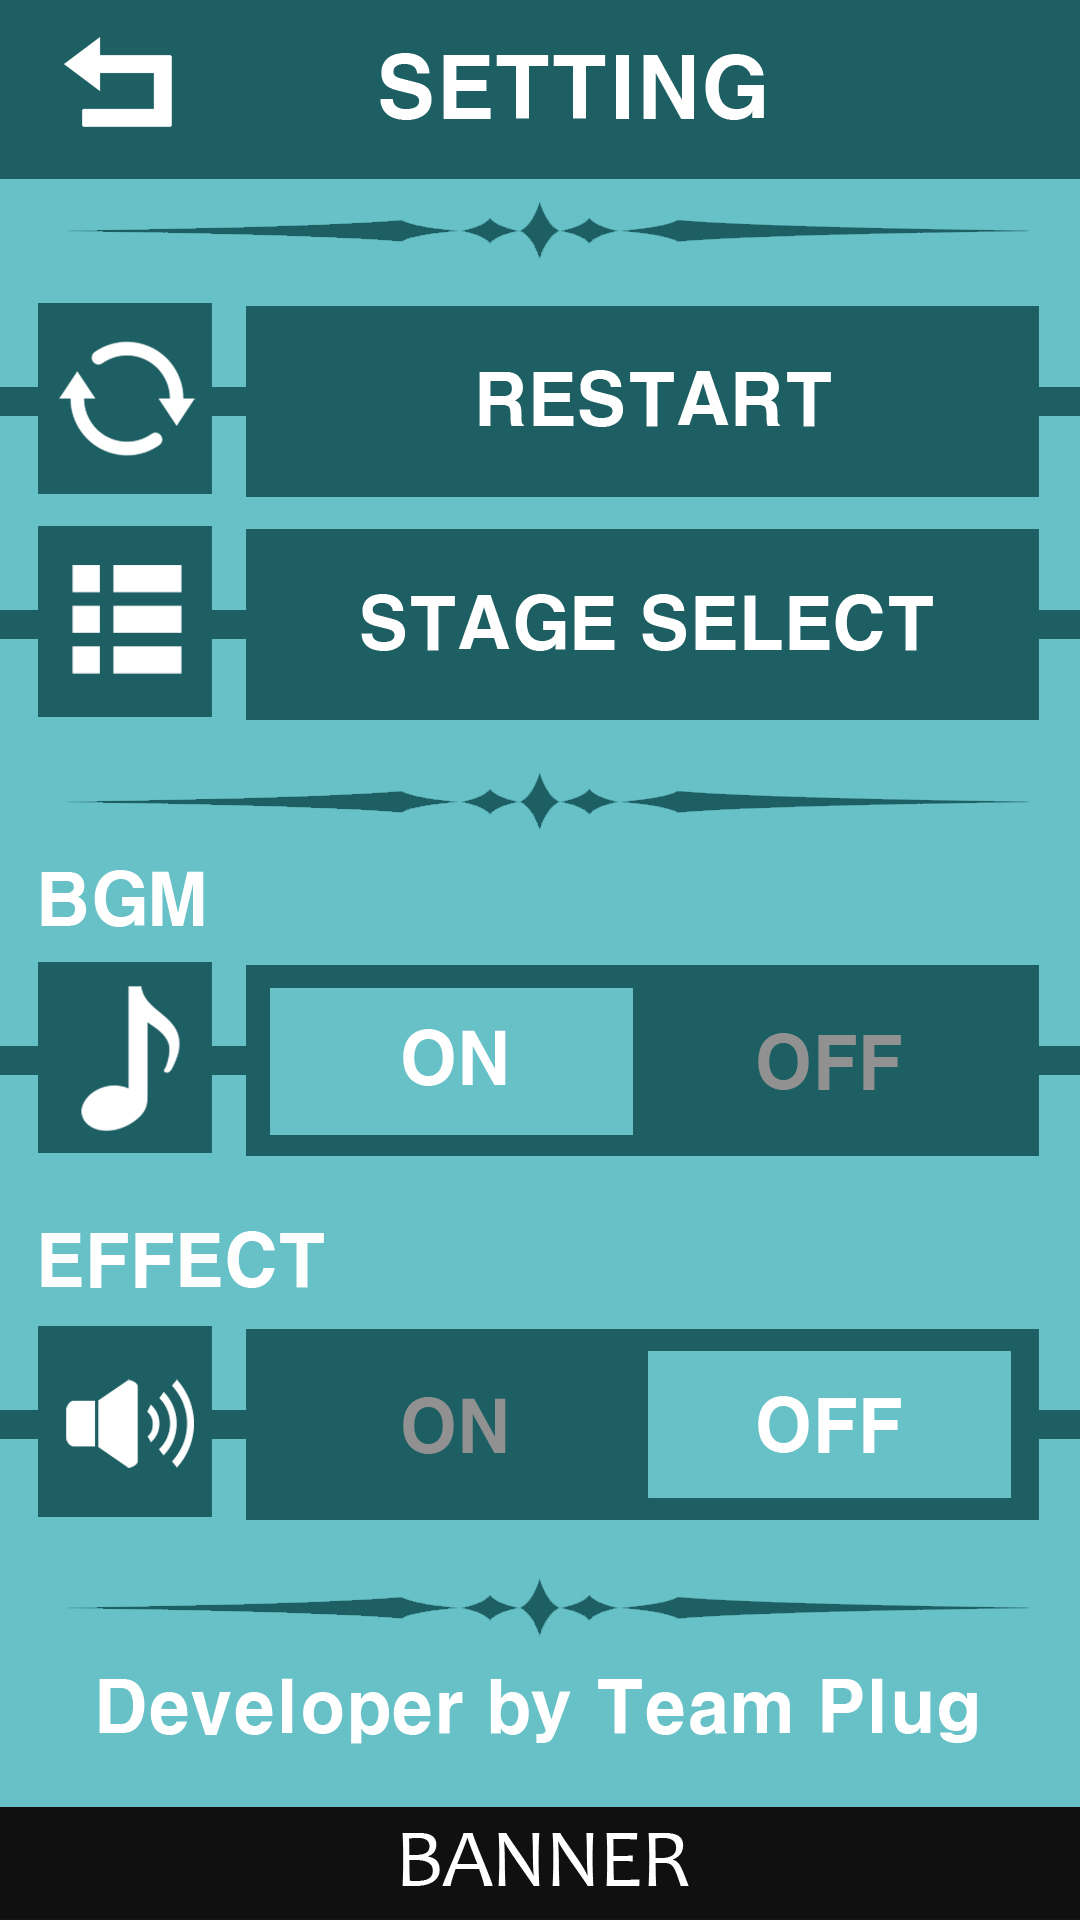 SETTING
RESTART
STAGE SELECT
BGM
ON OFF
EFFECT
ON OFF
Developer by Team Plug
BANNER